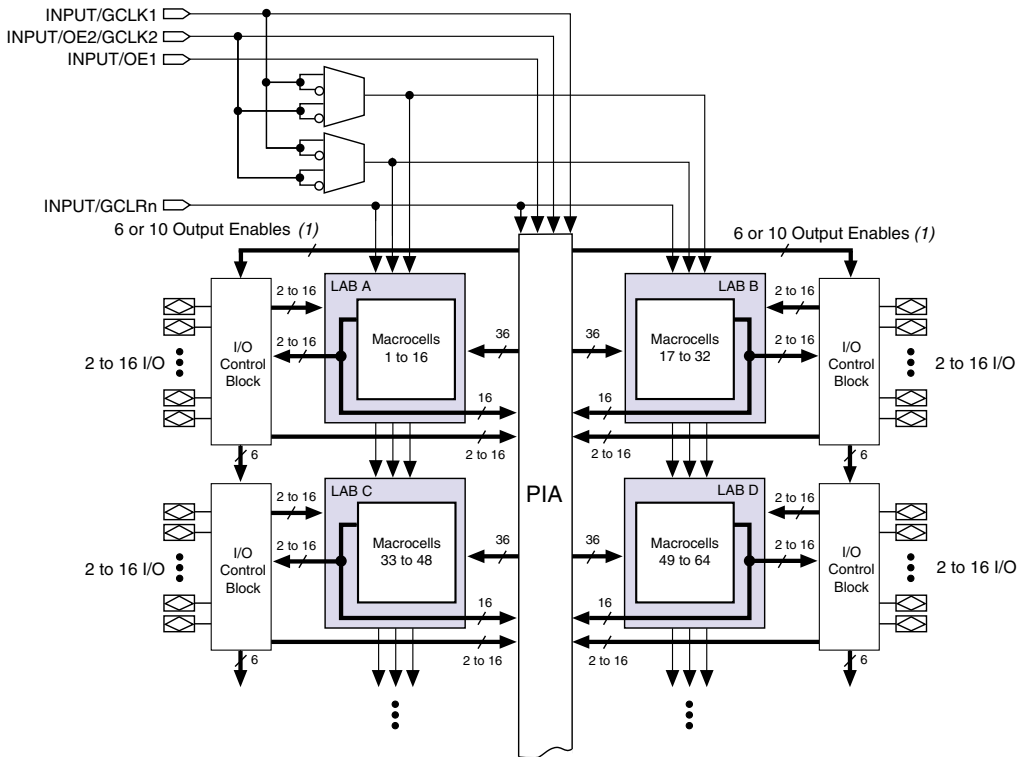 INPUT/GCLK1
INPUT/OE2/GCLK2
INPUT/OE1
INPUT/GCLRn
6 or 10 Output Enables (1)
6 or 10 Output Enables (1)
LAB A
LAB B
2 to 16
2 to 16
I/O
Control
Block
2 to 16
Macrocells
1 to 16
36
36
Macrocells
17 to 32
2 to 16
I/O
Control
Block
2 to 16 I/O
2 to 16 I/O
16
16
2 to 16
2 to 16
6
6
PIA
LAB C
LAB D
2 to 16
2 to 16
I/O
Control
Block
2 to 16
Macrocells
33 to 48
36
36
Macrocells
49 to 64
2 to 16
I/O
Control
Block
2 to 16 I/O
2 to 16 I/O
16
16
2 to 16
2 to 16
6
6